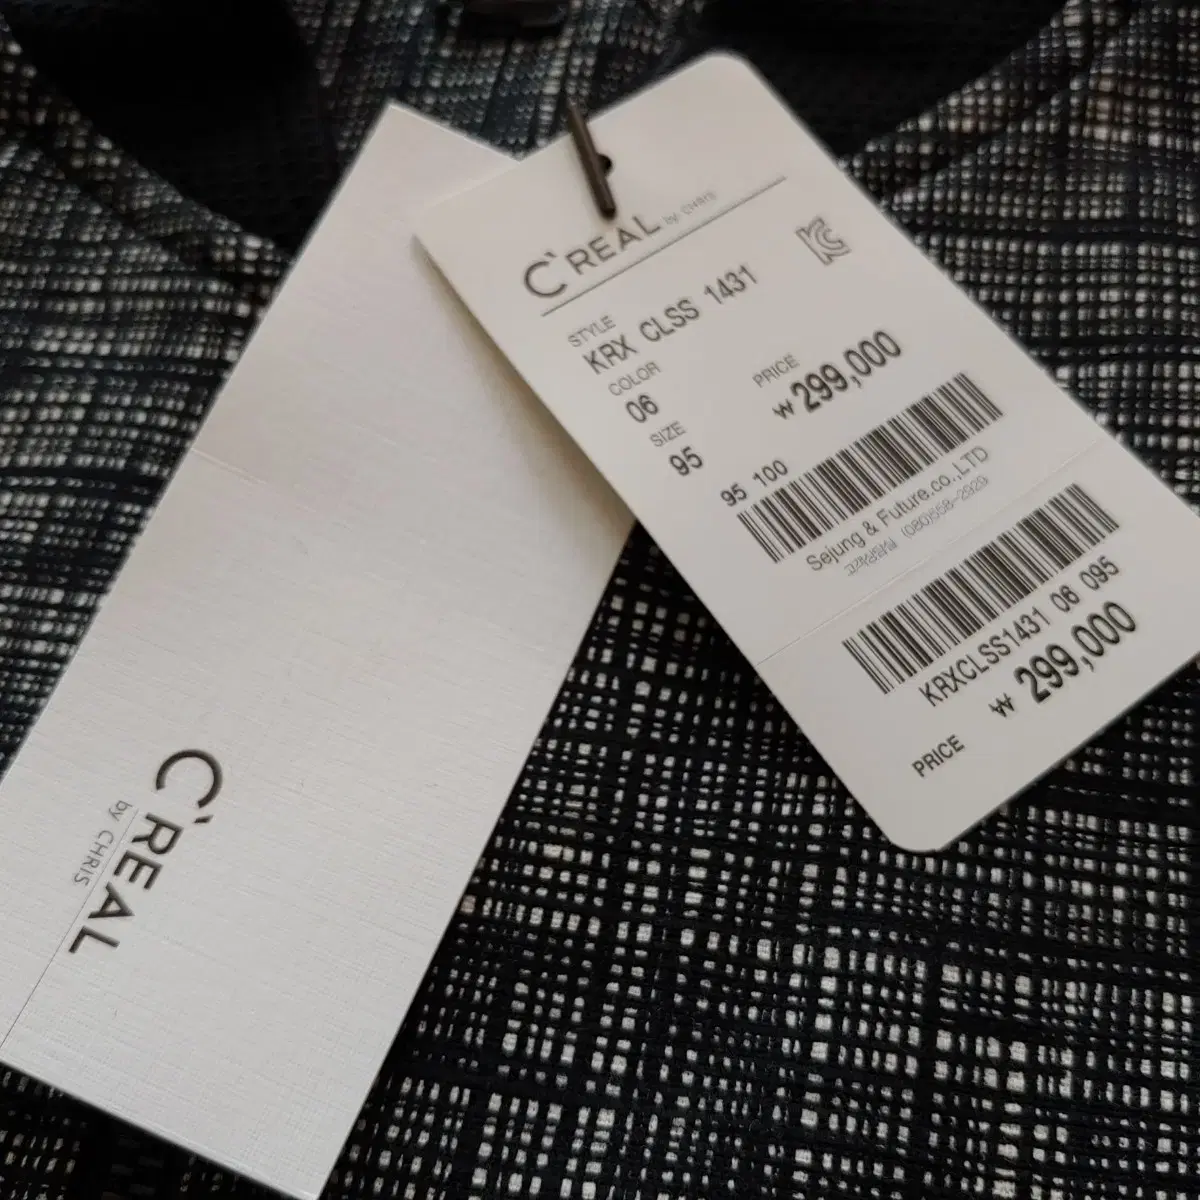 C'REAL by CHRIS
STYLE
KRX CLSS 1431
COLOR
06
SIZE
95
PRICE
₩299,000
95 100
Sejung & Future.co.,LTD
KRXCLSS1431 06 095
₩ 299,000
PRICE
C'REAL
by CHRIS